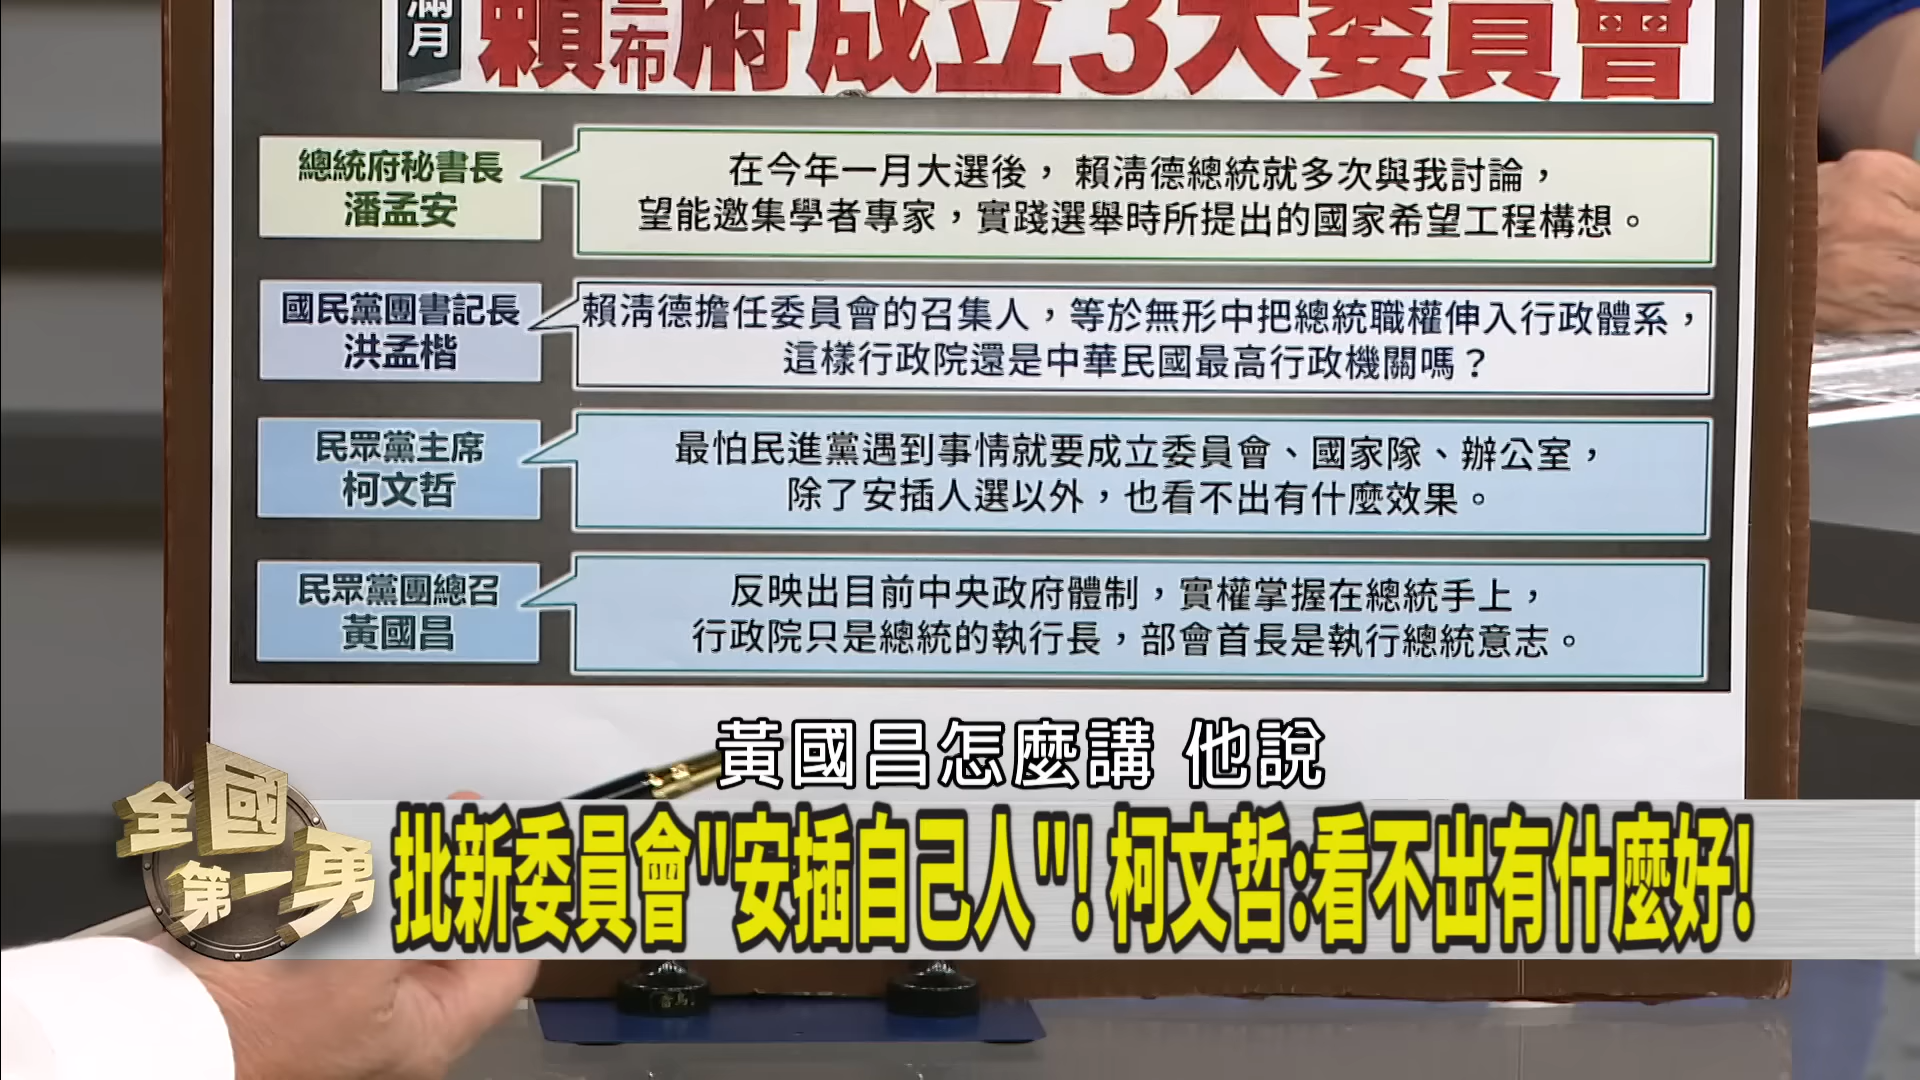 滿月
賴宣布府成立3大委員會
總統府秘書長
潘孟安
在今年一月大選後，賴清德總統就多次與我討論，
望能邀集學者專家，實踐選舉時所提出的國家希望工程構想。
國民黨團書記長
洪孟楷
賴清德擔任委員會的召集人，等於無形中把總統職權伸入行政體系，
這樣行政院還是中華民國最高行政機關嗎？
民眾黨主席
柯文哲
最怕民進黨遇到事情就要成立委員會、國家隊、辦公室，
除了安插人選以外，也看不出有什麼效果。
民眾黨團總召
黃國昌
反映出目前中央政府體制，實權掌握在總統手上，
行政院只是總統的執行長，部會首長是執行總統意志。
黃國昌怎麼講 他說
全國第一勇
批新委員會"安插自己人"!柯文哲:看不出有什麼好!